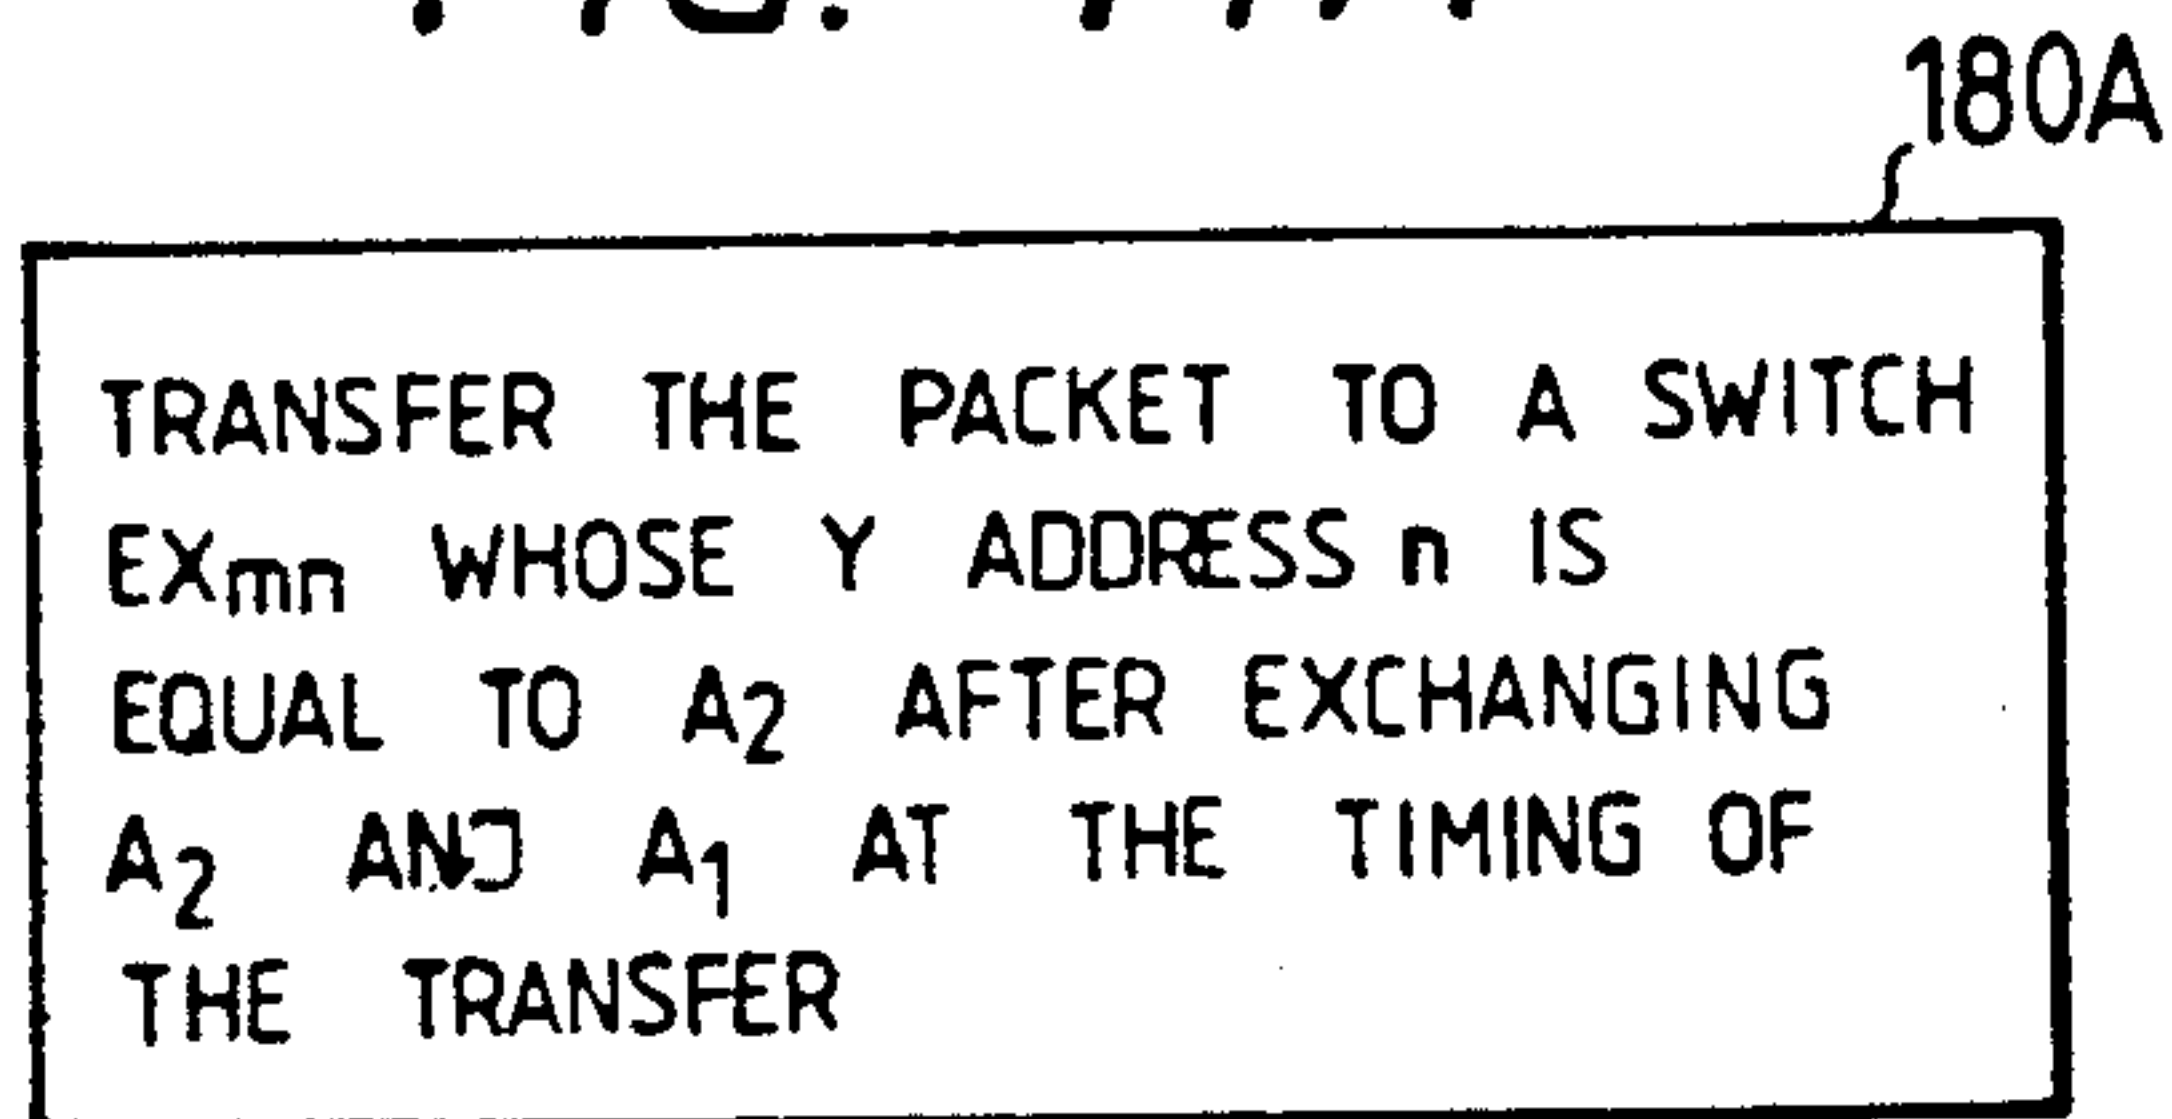 180A
TRANSFER THE PACKET TO A SWITCH
EXmn WHOSE Y ADDRESS n IS
EQUAL TO A2 AFTER EXCHANGING
A2 AND A1 AT THE TIMING OF
THE TRANSFER